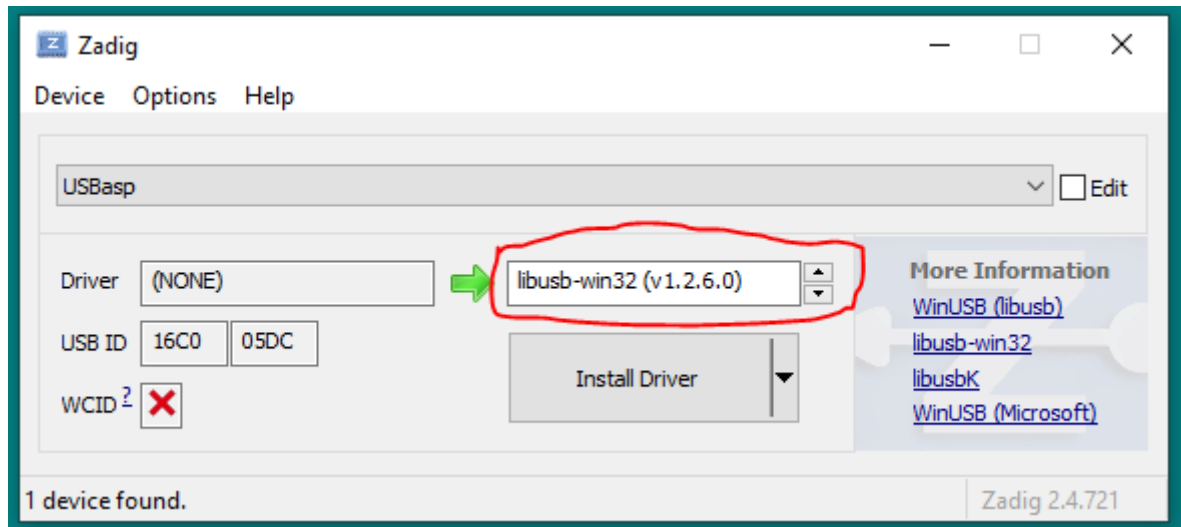 Zadig
Device Options Help
USBasp
Edit
Driver (NONE) libusb-win32 (v1.2.6.0)
USB ID 16C0 05DC
WCID ?
Install Driver
More Information
WinUSB (libusb)
libusb-win32
libusbK
WinUSB (Microsoft)
1 device found.
Zadig 2.4.721